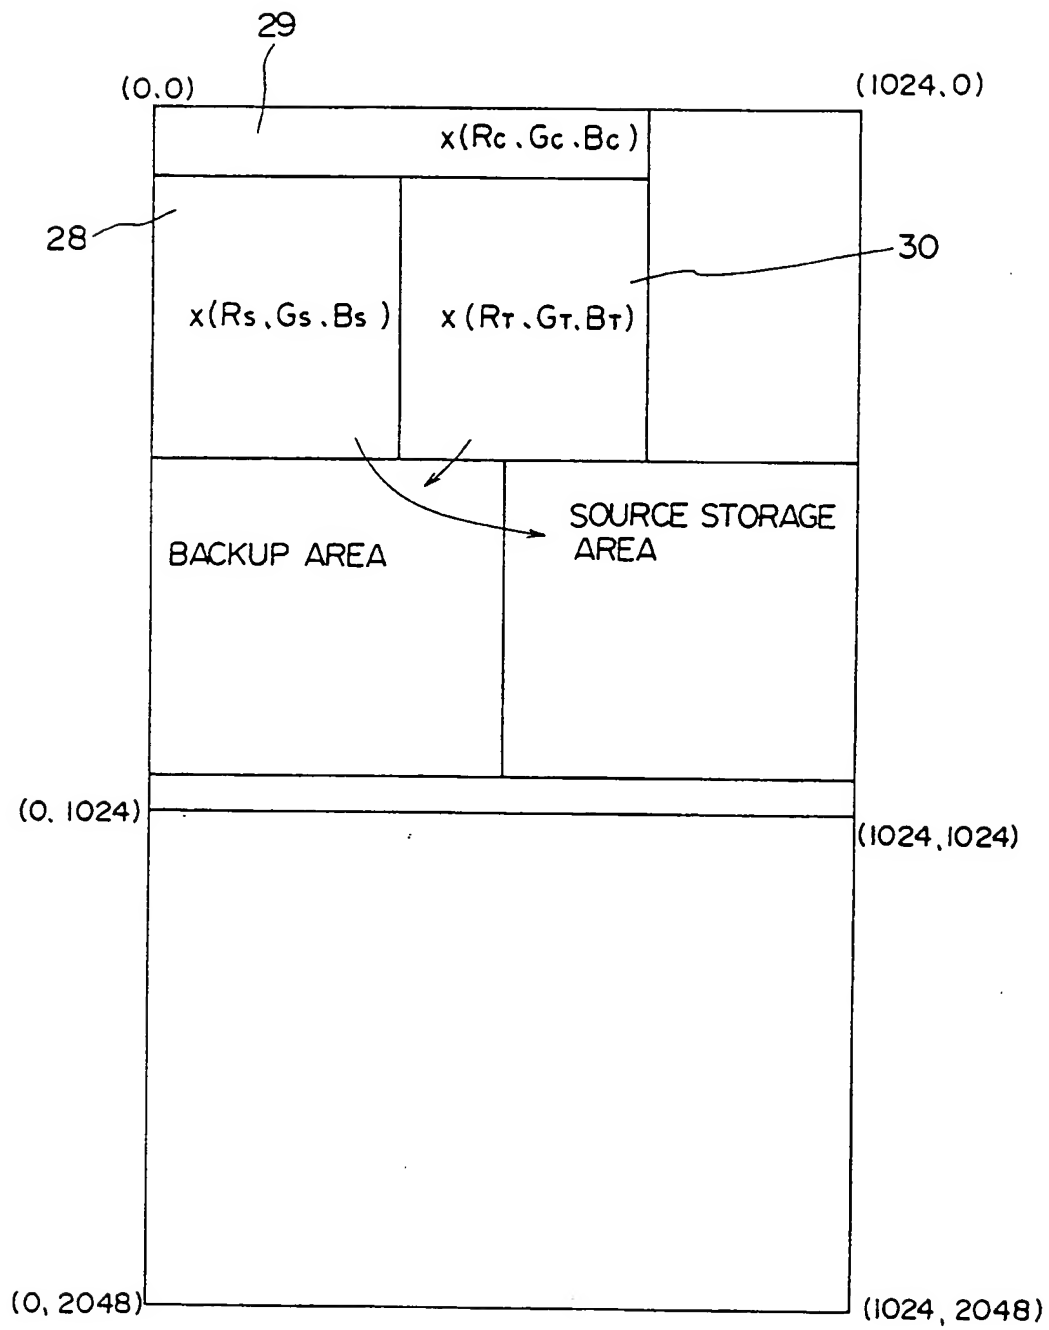 29
(0,0)
(1024,0)
x(Rc, Gc, Bc)
28
30
x(Rs, Gs, Bs)
x(RT, GT, BT)
SOURCE STORAGE
AREA
BACKUP AREA
(0, 1024)
(1024, 1024)
(0, 2048)
(1024, 2048)